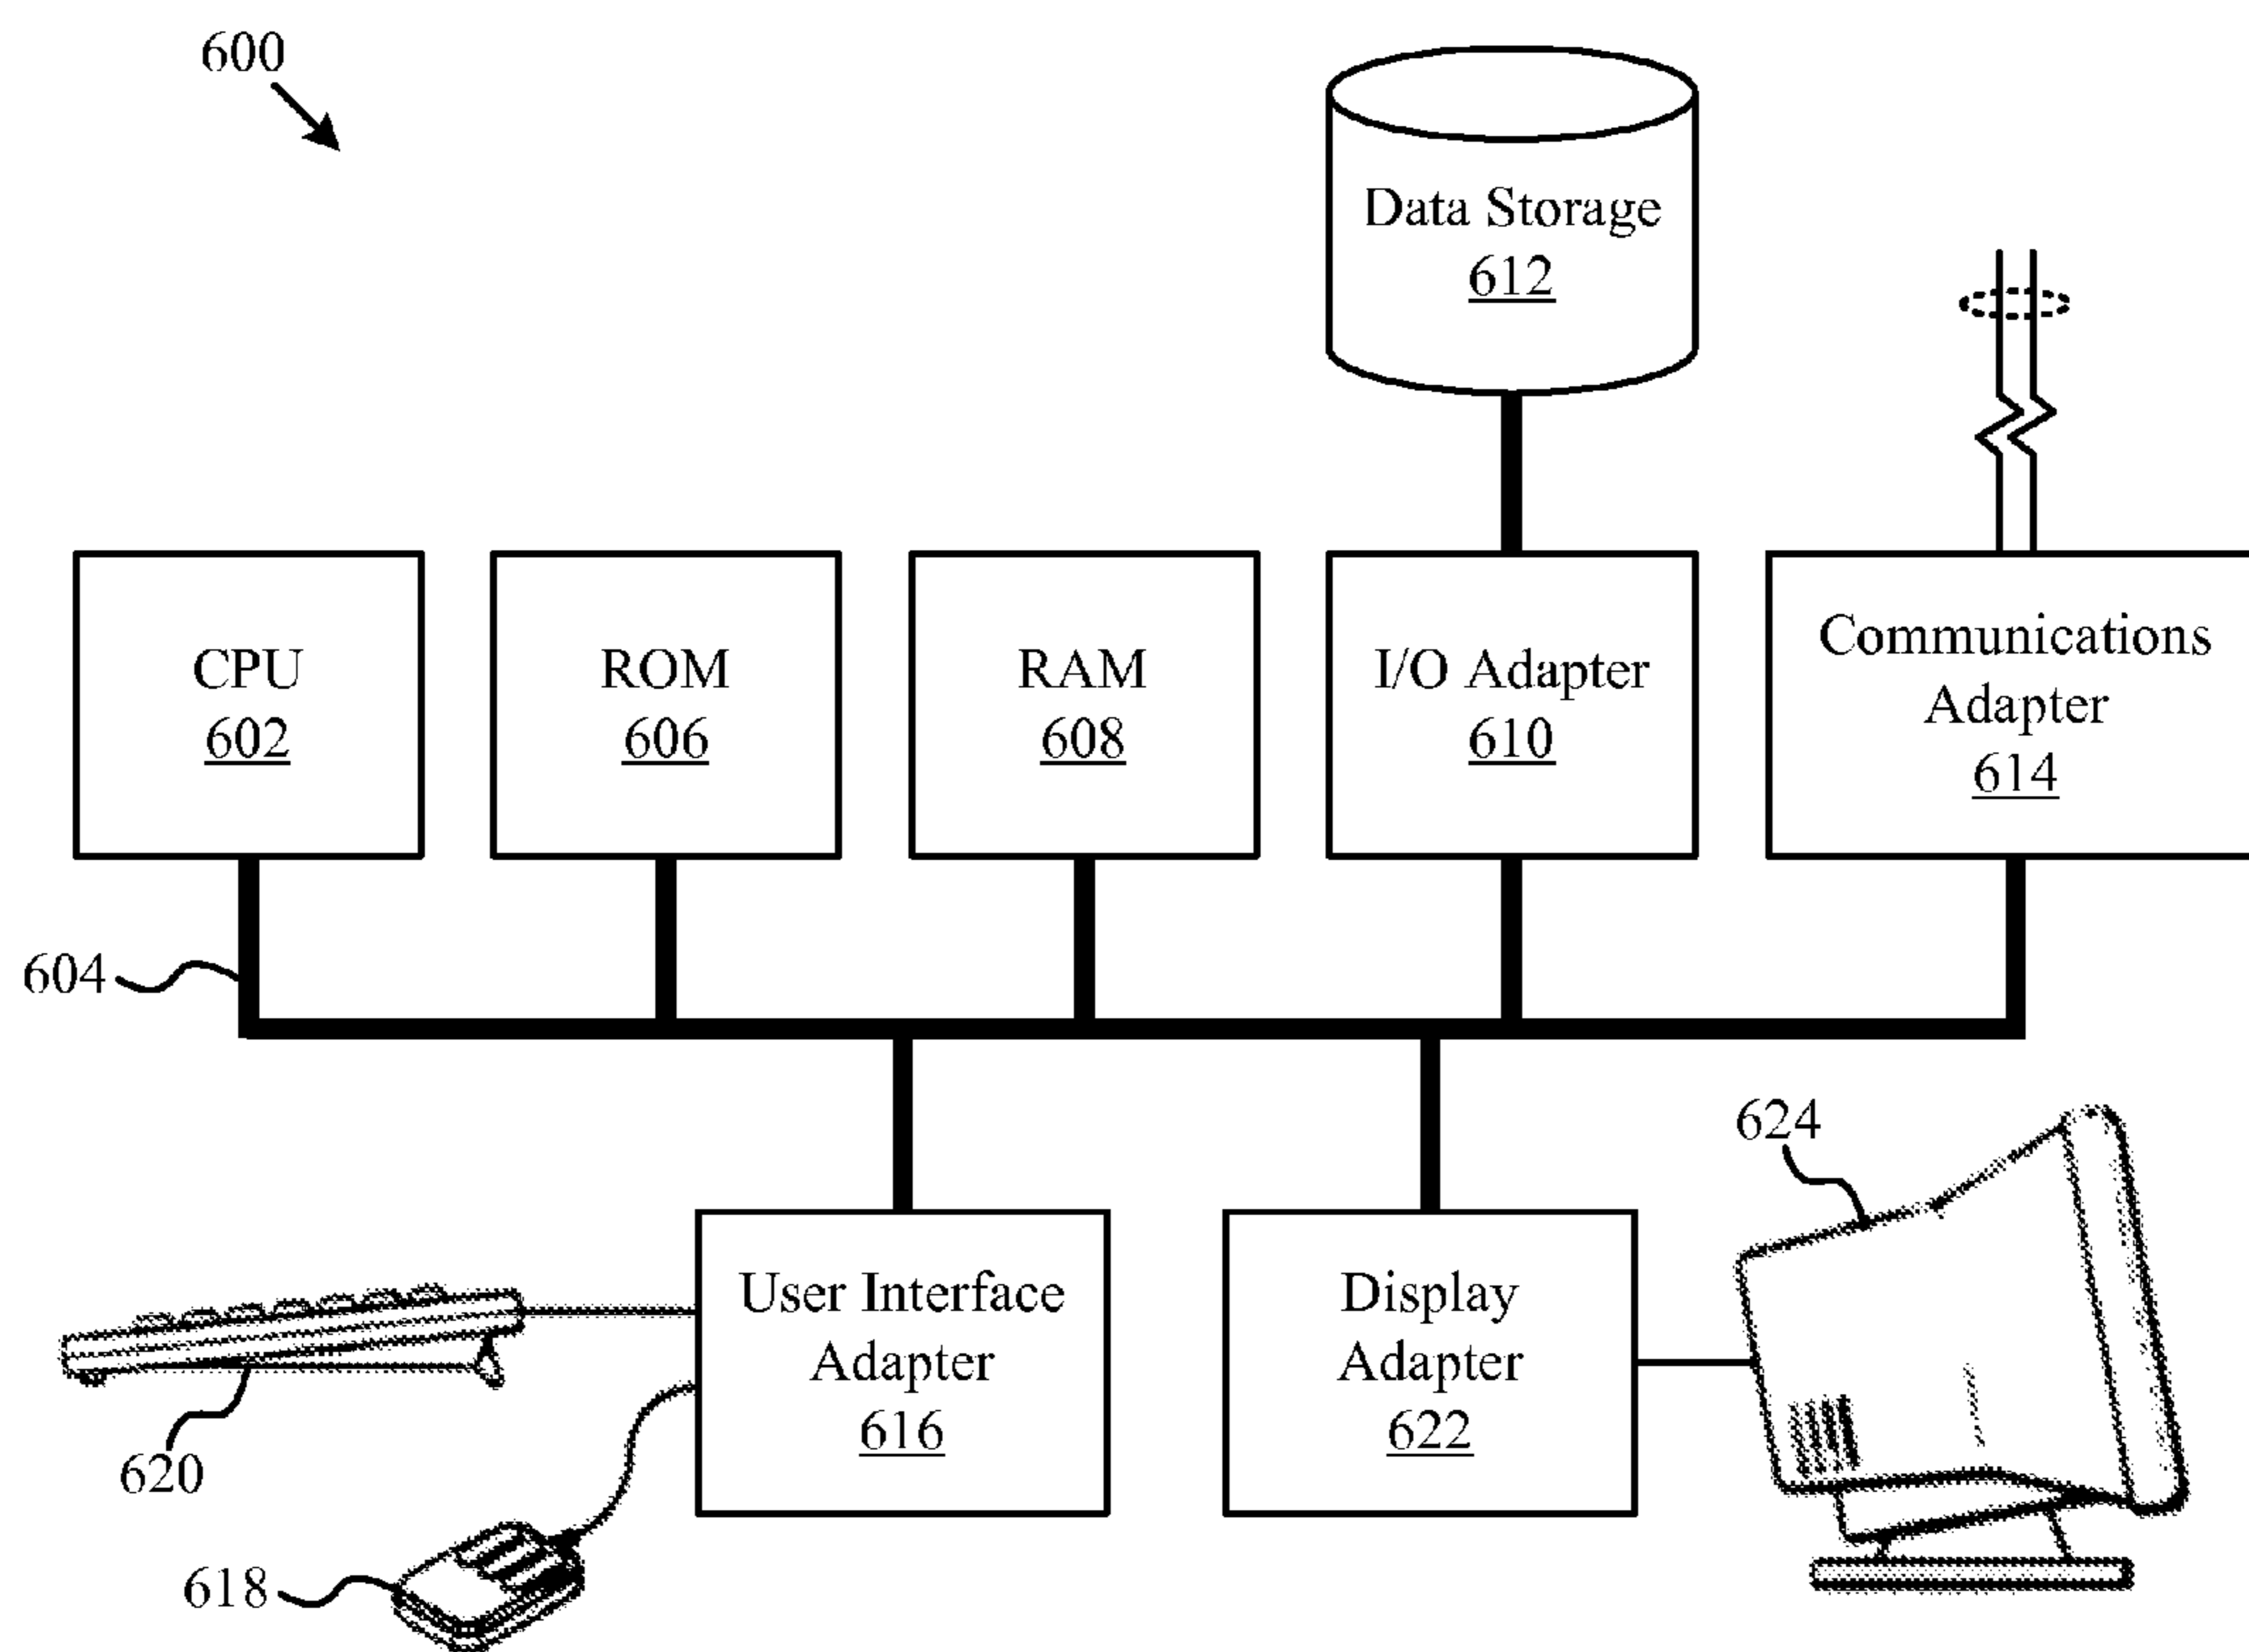 600
Data Storage
612
CPU
602
ROM
606
RAM
608
I/O Adapter
610
Communications
Adapter
614
604
624
User Interface
Adapter
616
Display
Adapter
622
620
618